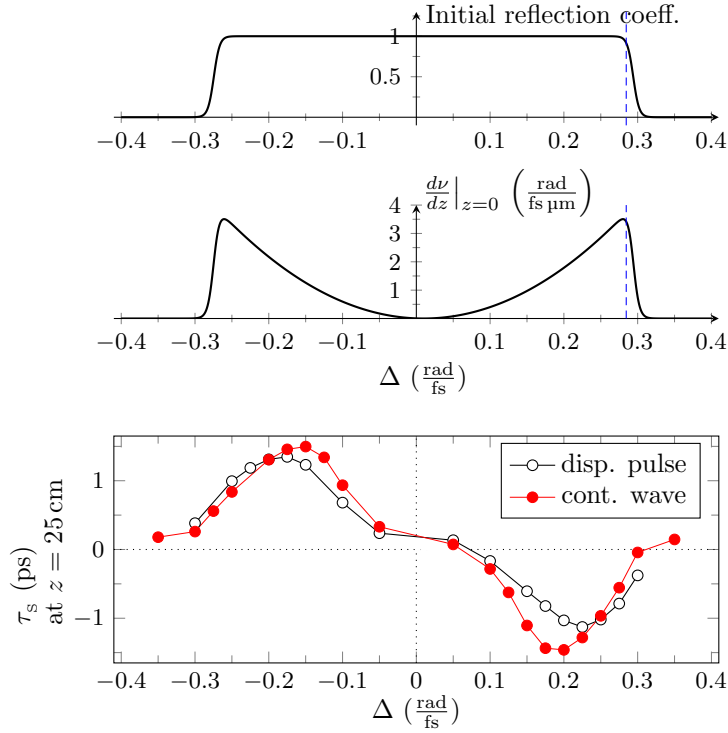 Initial reflection coeff.
1
0.5
−0.4 −0.3 −0.2 −0.1 0.1 0.2 0.3 0.4
dν/dz|z=0 (rad/fs µm)
4
3
2
1
−0.4 −0.3 −0.2 −0.1 0.1 0.2 0.3 0.4
Δ (rad/fs)
disp. pulse
cont. wave
1
0
−1
τs (ps)
at z = 25 cm
−0.4 −0.3 −0.2 −0.1 0 0.1 0.2 0.3 0.4
Δ (rad/fs)